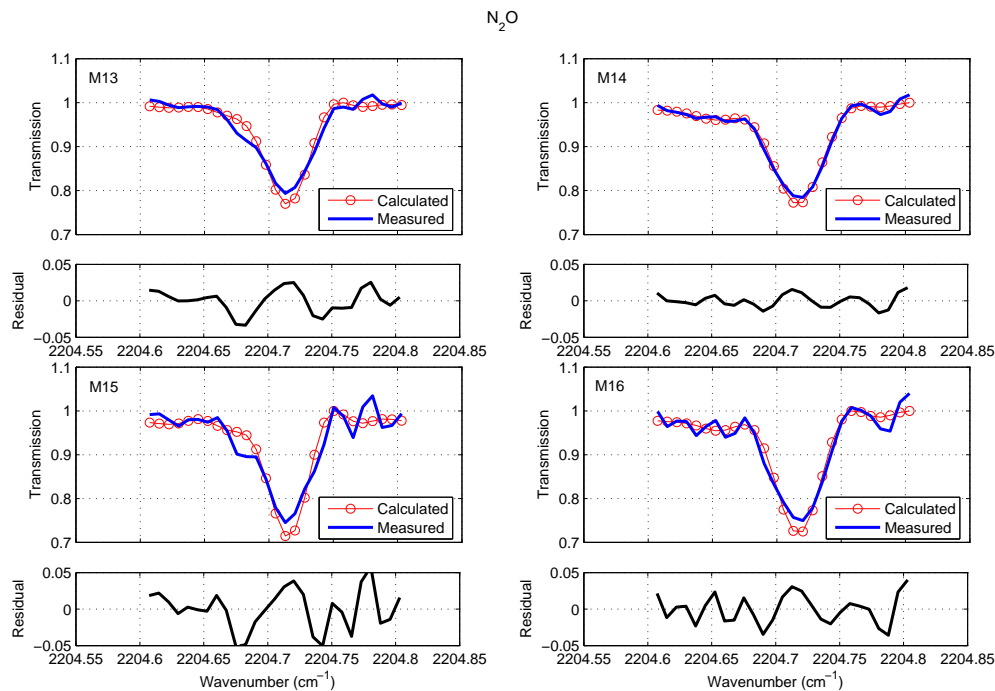 N₂O
M13
Transmission
1.1
1
0.9
0.8
0.7
Calculated
Measured
M14
Transmission
1.1
1
0.9
0.8
0.7
Calculated
Measured
Residual
0.05
0
−0.05
2204.55 2204.6 2204.65 2204.7 2204.75 2204.8 2204.85
Residual
0.05
0
−0.05
2204.55 2204.6 2204.65 2204.7 2204.75 2204.8 2204.85
M15
Transmission
1.1
1
0.9
0.8
0.7
Calculated
Measured
M16
Transmission
1.1
1
0.9
0.8
0.7
Calculated
Measured
Residual
0.05
0
−0.05
2204.55 2204.6 2204.65 2204.7 2204.75 2204.8 2204.85
Wavenumber (cm⁻¹)
Residual
0.05
0
−0.05
2204.55 2204.6 2204.65 2204.7 2204.75 2204.8 2204.85
Wavenumber (cm⁻¹)